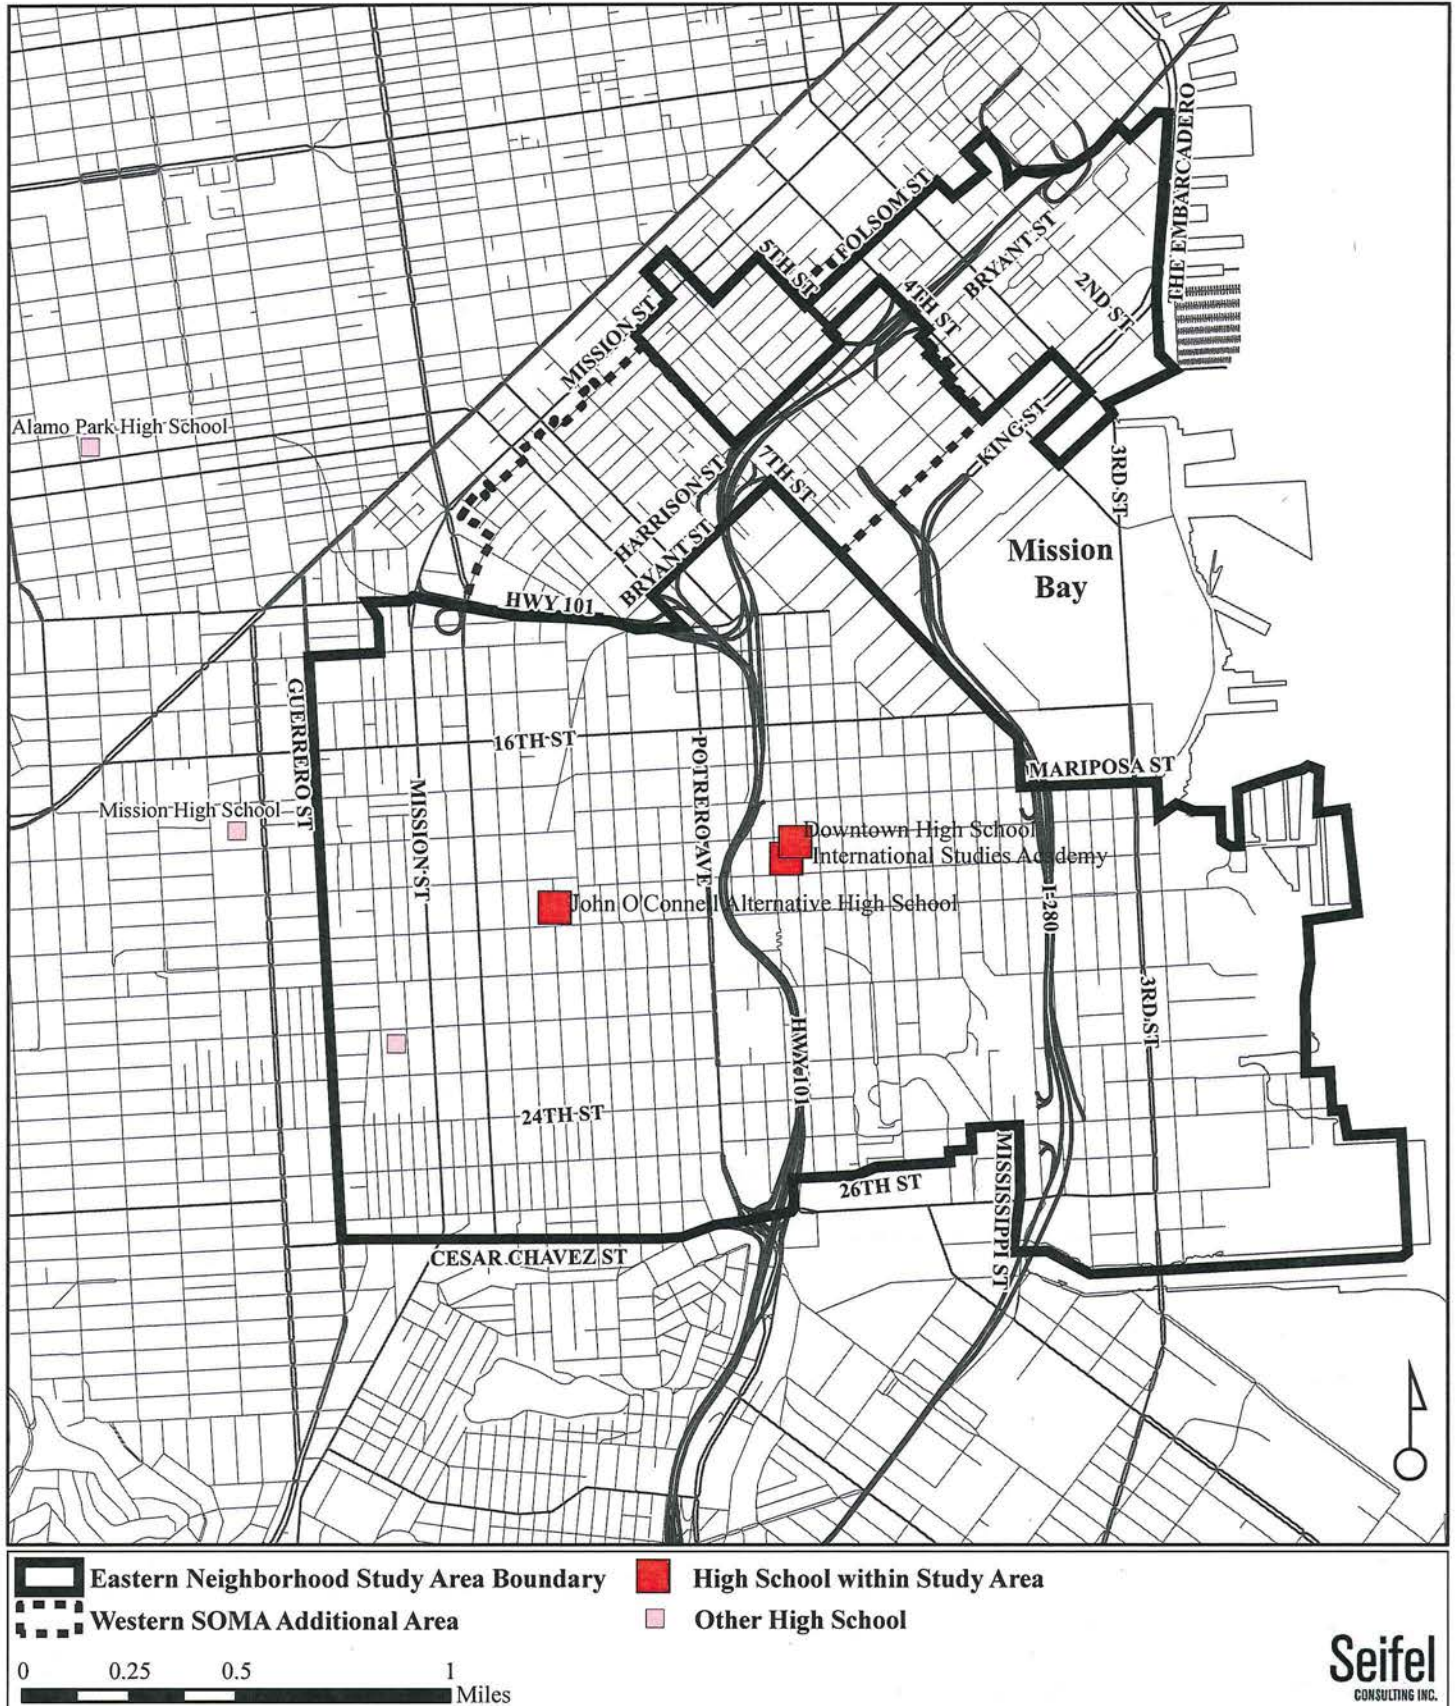 THE EMBARCADERO
FOLSOM ST
5TH ST
BRYANT ST
4TH ST
2ND ST
MISSION ST
Alamo Park High School
KING ST
3RD ST
7TH ST
HARRISON ST
BRYANT ST
Mission
Bay
HWY 101
GUERRERO ST
16TH ST
POTRERO AVE
MARIPOSA ST
MISSION ST
Mission High School
Downtown High School
International Studies Academy
John O'Connell Alternative High School
I-280
3RD ST
HWY 101
24TH ST
MISSISSIPPI ST
26TH ST
CESAR CHAVEZ ST
Eastern Neighborhood Study Area Boundary
High School within Study Area
Western SOMA Additional Area
Other High School
0 0.25 0.5 1
Miles
Seifel
CONSULTING INC.